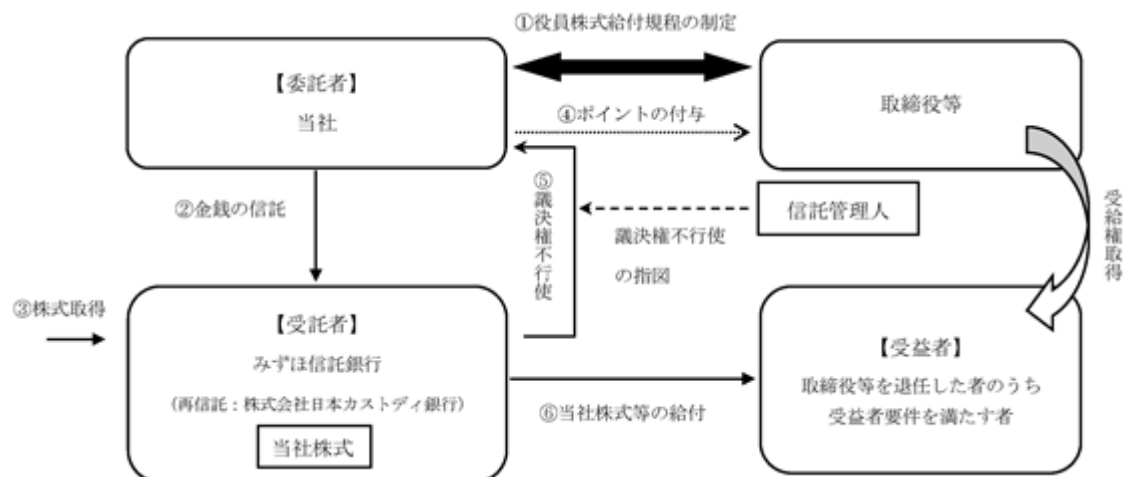 ①役員株式給付規程の制定
【委託者】
当社
取締役等
④ポイントの付与
②金銭の信託
⑤議決権不行使
信託管理人
議決権不行使
の指図
受給権取得
③株式取得
【受託者】
みずほ信託銀行
(再信託：株式会社日本カストディ銀行)
当社株式
⑥当社株式等の給付
【受益者】
取締役等を退任した者のうち
受益者要件を満たす者